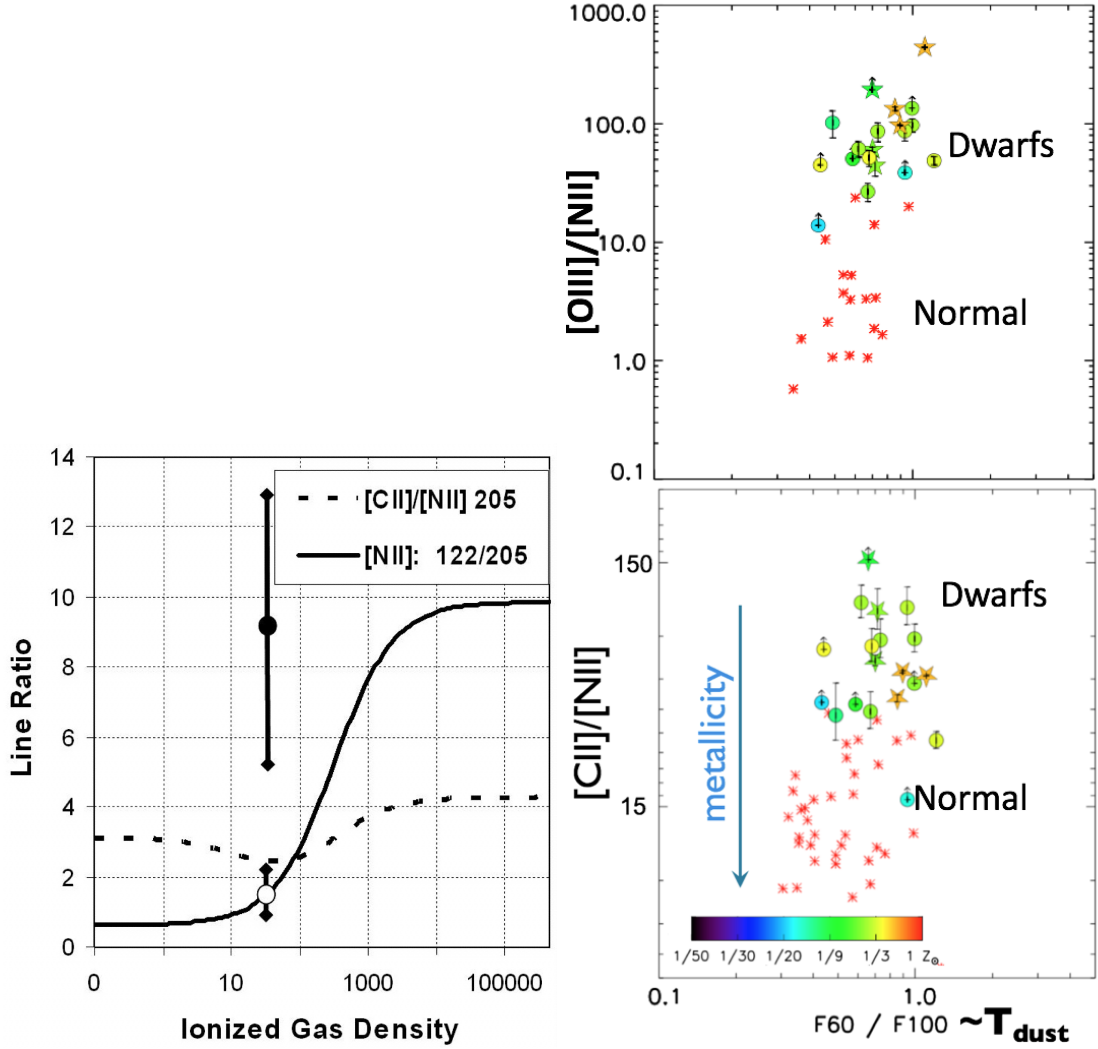 14
12
10
8
6
4
2
0
0
10
1000
100000
Line Ratio
Ionized Gas Density
[CII]/[NII] 205
[NII]: 122/205
1000.0
100.0
10.0
1.0
0.1
[OIII]/[NII]
Dwarfs
Normal
150
15
[CII]/[NII]
Dwarfs
Normal
metallicity
1/50 1/30 1/20 1/9 1/3 1 Z⊙
0.1
1.0
F60 / F100 ~Tdust